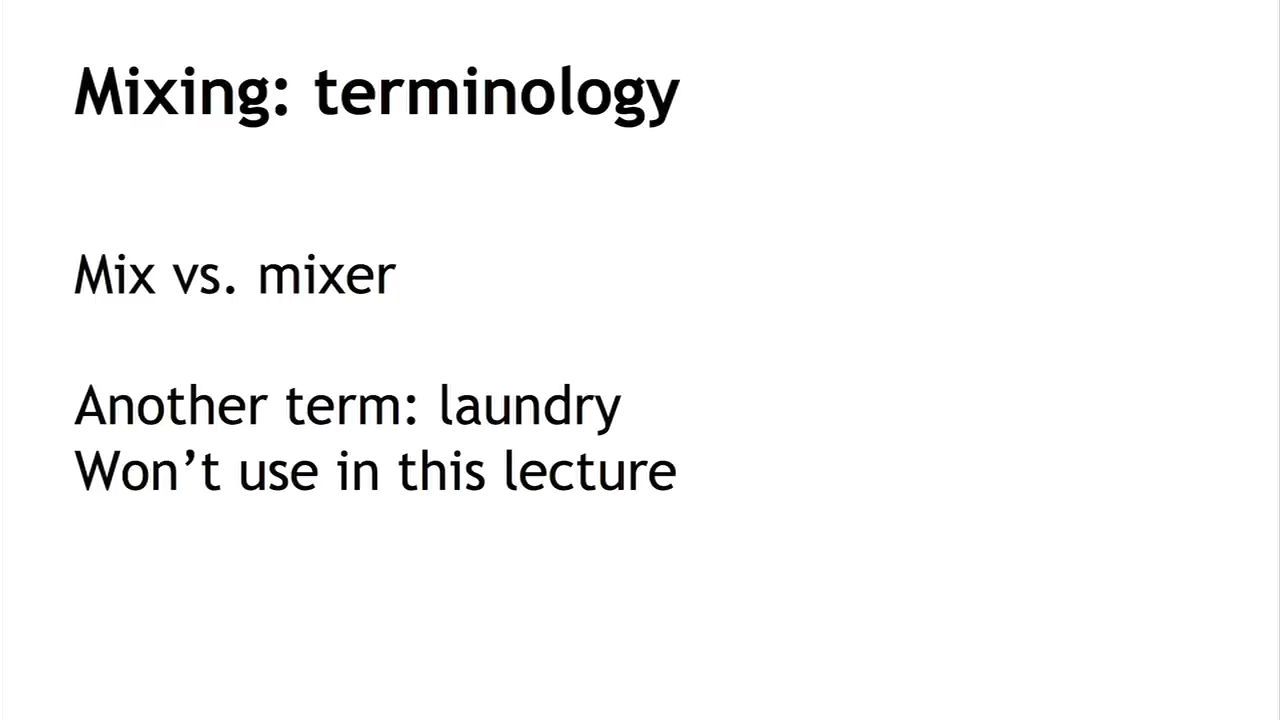 Mixing: terminology
Mix vs. mixer
Another term: laundry
Won’t use in this lecture